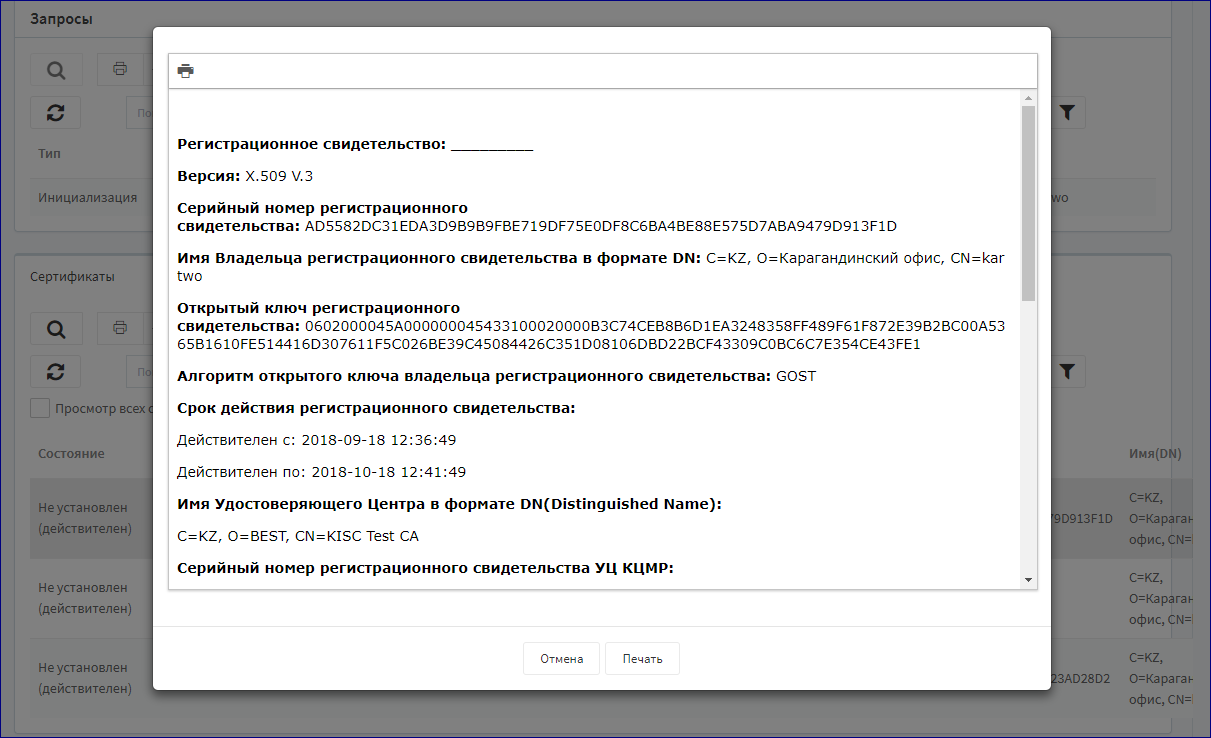 Запросы
Тип
Инициализация
Сертификаты
Просмотр всех
Состояние
Имя(DN)
Не установлен
(действителен)
79D913F1D
C=KZ,
О=Караган
офис, CN=
Не установлен
(действителен)
C=KZ,
О=Караган
офис, CN=
Не установлен
(действителен)
23AD28D2
C=KZ,
О=Караган
офис, CN=
Регистрационное свидетельство: _________
Версия: X.509 V.3
Серийный номер регистрационного
свидетельства: AD5582DC31EDA3D9B9B9FBE719DF75E0DF8C6BA4BE88E575D7ABA9479D913F1D
Имя Владельца регистрационного свидетельства в формате DN: C=KZ, O=Карагандинский офис, CN=kar
two
Открытый ключ регистрационного
свидетельства: 0602000045A000000045433100020000B3C74CEB8B6D1EA3248358FF489F61F872E39B2BC00A53
65B1610FE514416D307611F5C026BE39C45084426C351D08106DBD22BCF43309C0BC6C7E354CE43FE1
Алгоритм открытого ключа владельца регистрационного свидетельства: GOST
Срок действия регистрационного свидетельства:
Действителен с: 2018-09-18 12:36:49
Действителен по: 2018-10-18 12:41:49
Имя Удостоверяющего Центра в формате DN(Distinguished Name):
C=KZ, O=BEST, CN=KISC Test CA
Серийный номер регистрационного свидетельства УЦ КЦМР:
Отмена
Печать